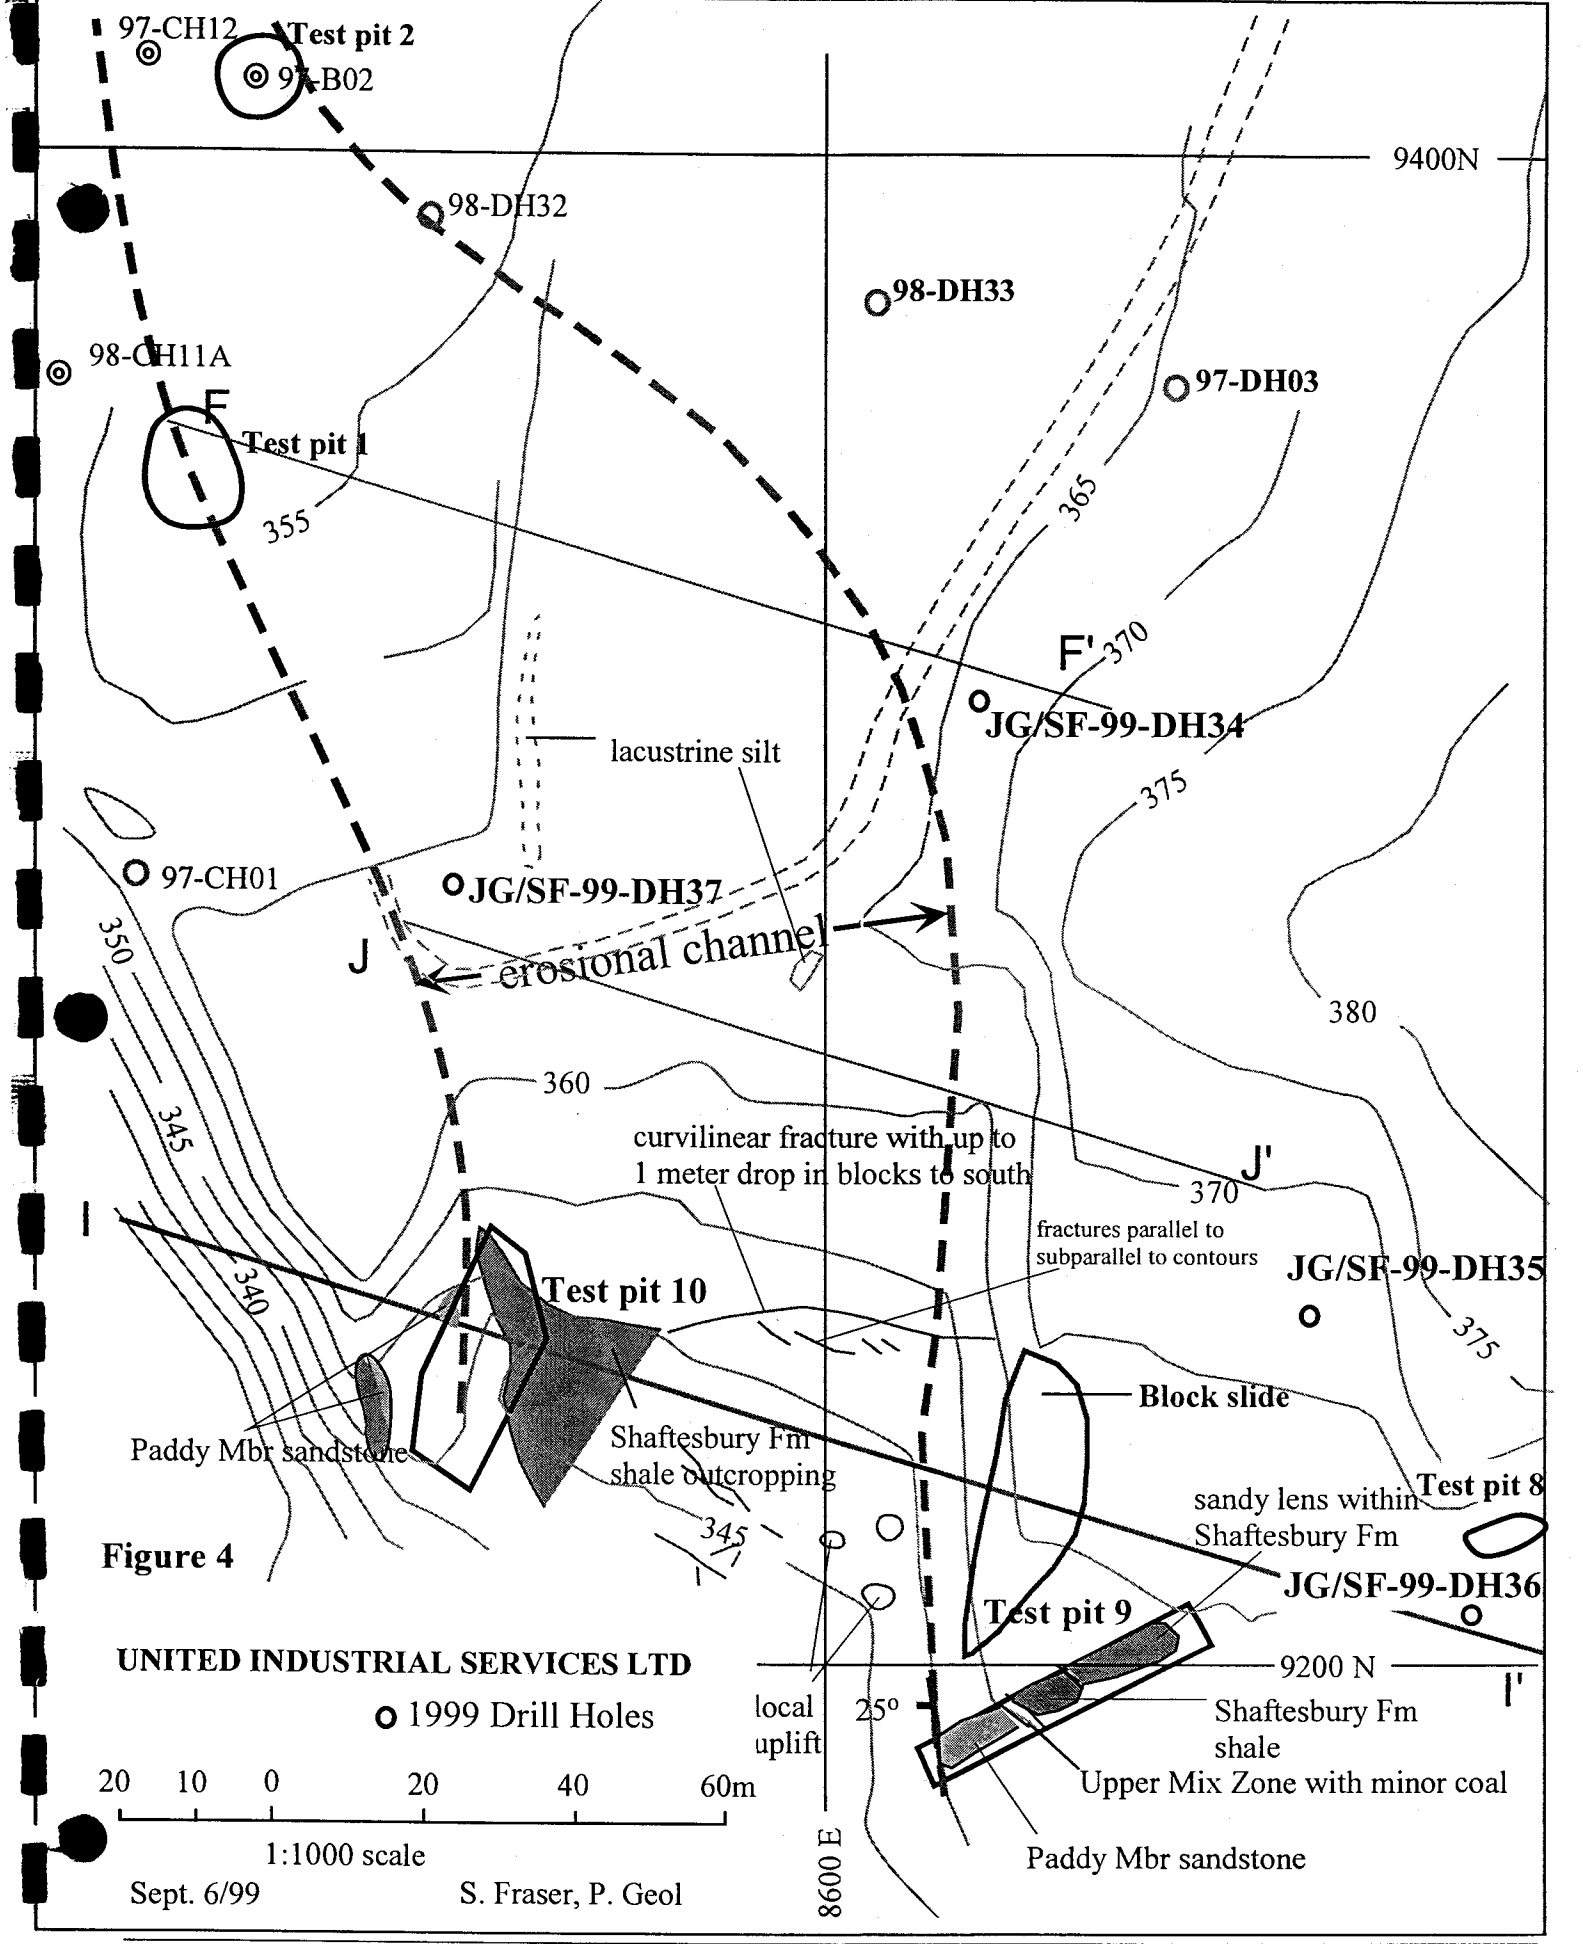 97-CH12
Test pit 2
97-B02
9400N
98-DH32
98-DH33
98-CH11A
97-DH03
F
Test pit 1
355
365
F'
370
JG/SF-99-DH34
lacustrine silt
375
97-CH01
JG/SF-99-DH37
350
J
erosional channel
380
360
345
curvilinear fracture with up to
1 meter drop in blocks to south
J'
370
I
fractures parallel to
subparallel to contours
340
Test pit 10
JG/SF-99-DH35
375
Block slide
Paddy Mbr sandstone
Shaftesbury Fm
shale outcropping
Test pit 8
sandy lens within
Shaftesbury Fm
345
Figure 4
JG/SF-99-DH36
Test pit 9
UNITED INDUSTRIAL SERVICES LTD
9200 N
I'
1999 Drill Holes
local
uplift
25º
Shaftesbury Fm
shale
20 10 0 20 40 60m
Upper Mix Zone with minor coal
1:1000 scale
Paddy Mbr sandstone
8600 E
Sept. 6/99
S. Fraser, P. Geol